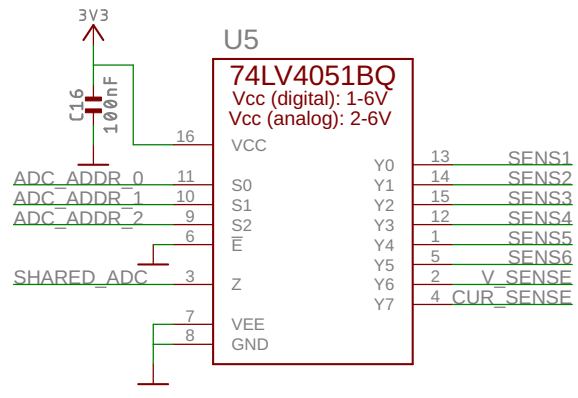 3V3
U5
74LV4051BQ
Vcc (digital): 1-6V
Vcc (analog): 2-6V
C16
100nF
16 VCC
ADC_ADDR_0 11 S0
ADC_ADDR_1 10 S1
ADC_ADDR_2 9 S2
6 E
SHARED_ADC 3 Z
7 VEE
8 GND
Y0 13 SENS1
Y1 14 SENS2
Y2 15 SENS3
Y3 12 SENS4
Y4 1 SENS5
Y5 5 SENS6
Y6 2 V_SENSE
Y7 4 CUR_SENSE